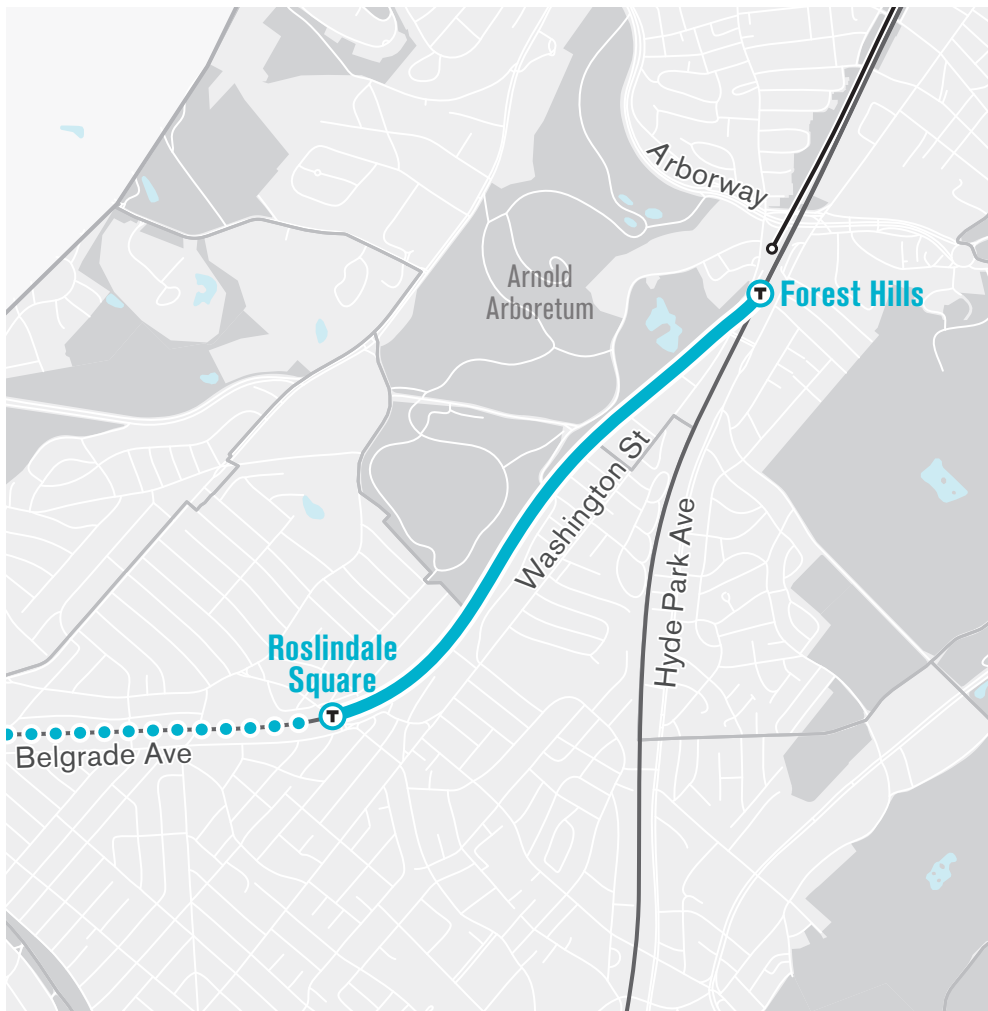 Arborway
Arnold
Arboretum
T
Forest Hills
Washington St
Hyde Park Ave
Roslindale
Square
T
Belgrade Ave